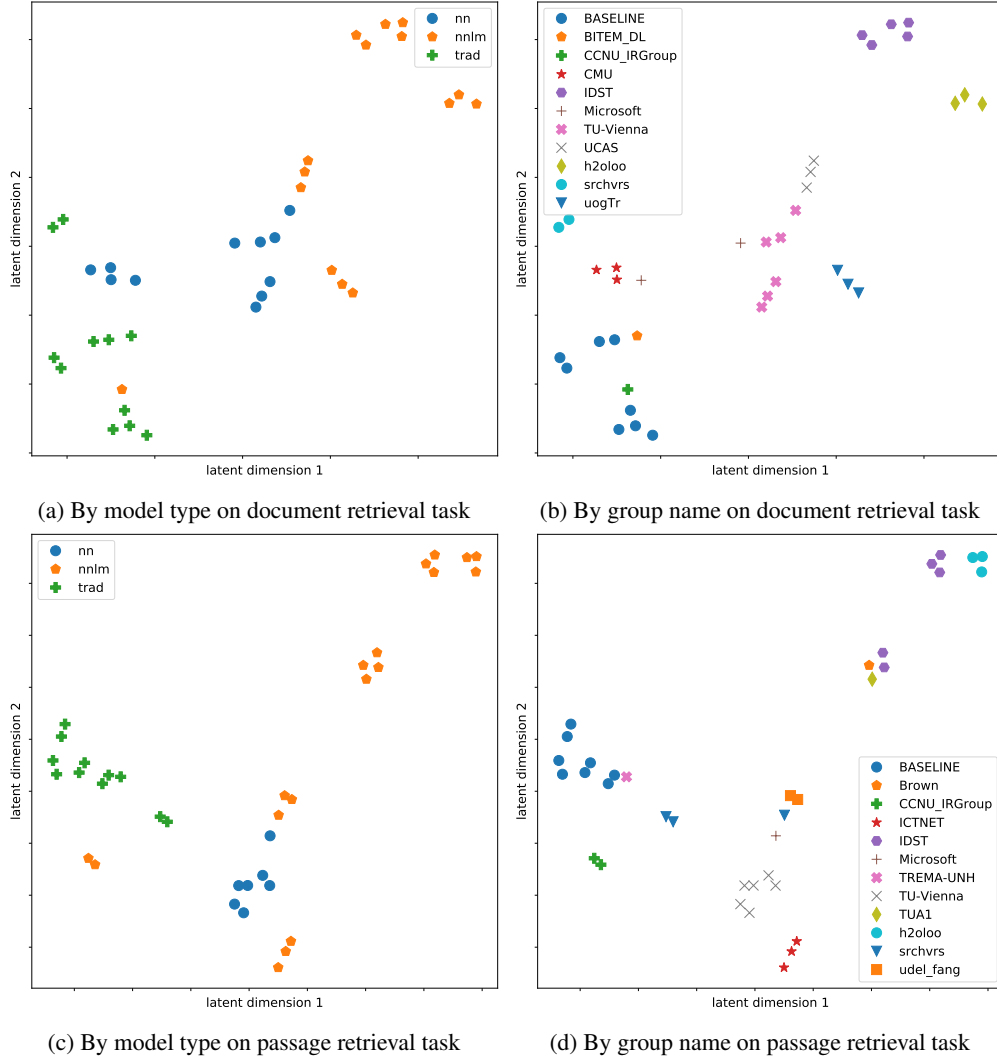 nn
nnlm
trad
latent dimension 2
latent dimension 1
(a) By model type on document retrieval task
BASELINE
BITEM_DL
CCNU_IRGroup
CMU
IDST
Microsoft
TU-Vienna
UCAS
h2oloo
srchvrs
uogTr
latent dimension 2
latent dimension 1
(b) By group name on document retrieval task
nn
nnlm
trad
latent dimension 2
latent dimension 1
(c) By model type on passage retrieval task
BASELINE
Brown
CCNU_IRGroup
ICTNET
IDST
Microsoft
TREMA-UNH
TU-Vienna
TUA1
h2oloo
srchvrs
udel_fang
latent dimension 2
latent dimension 1
(d) By group name on passage retrieval task